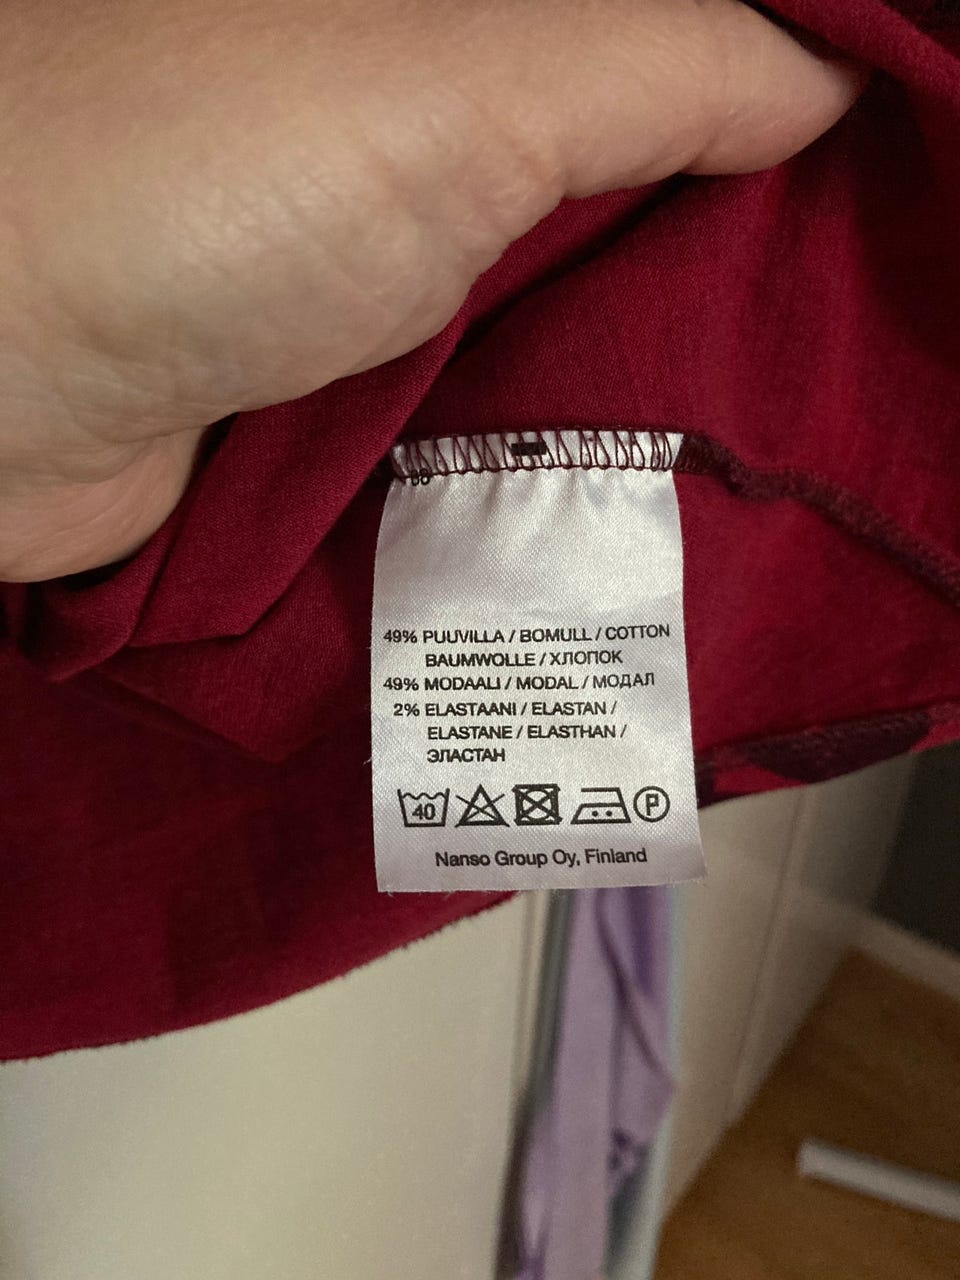 49% PUUVILLA / BOMULL / COTTON
BAUMWOLLE / ХЛОПОК
49% MODAALI / MODAL / МОДАЛ
2% ELASTAANI / ELASTAN /
ELASTANE / ELASTHAN /
ЭЛАСТАН
40 P
Nanso Group Oy, Finland